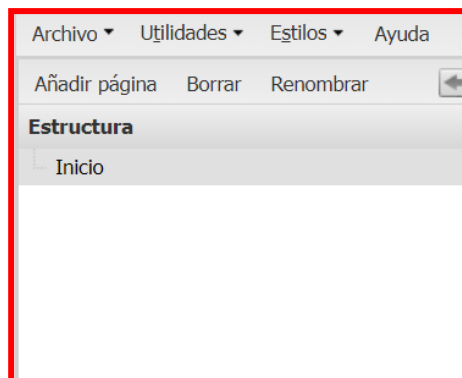 Archivo Utilidades Estilos Ayuda
Añadir página Borrar Renombrar
Estructura
Inicio